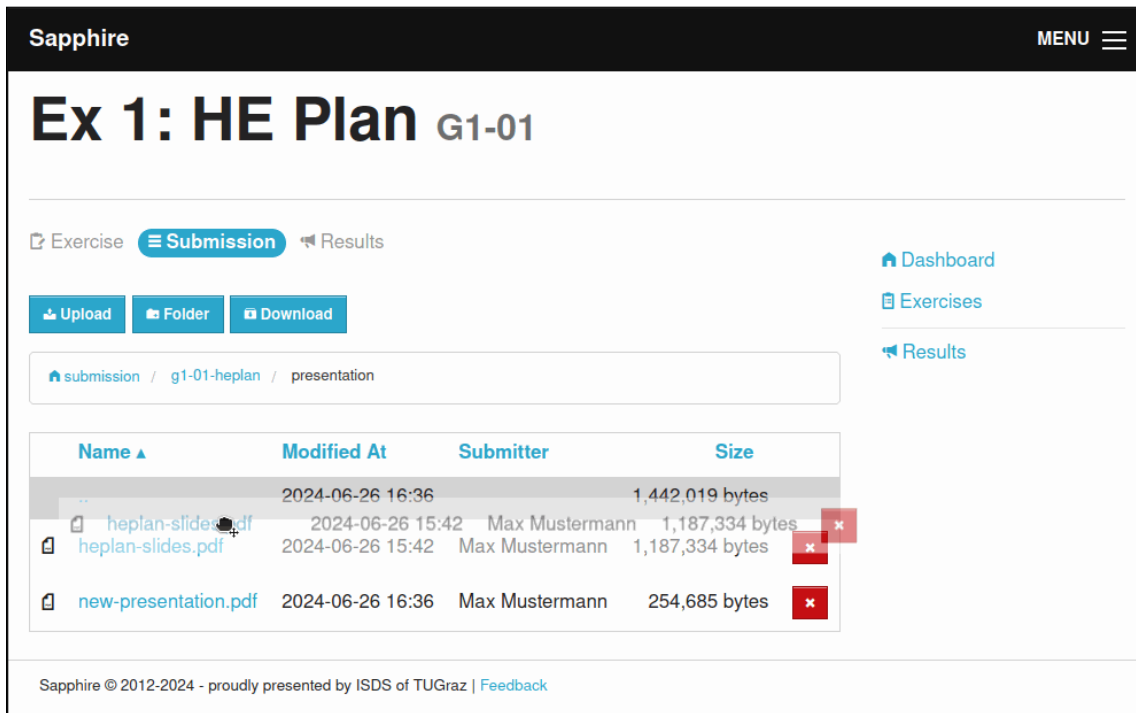 Sapphire MENU
Ex 1: HE Plan G1-01
Exercise Submission Results
Dashboard
Exercises
Results
Upload Folder Download
submission / g1-01-heplan / presentation
Name ▴ Modified At Submitter Size
.. 2024-06-26 16:36 1,442,019 bytes
heplan-slides.pdf 2024-06-26 15:42 Max Mustermann 1,187,334 bytes
heplan-slides.pdf 2024-06-26 15:42 Max Mustermann 1,187,334 bytes
new-presentation.pdf 2024-06-26 16:36 Max Mustermann 254,685 bytes
Sapphire © 2012-2024 - proudly presented by ISDS of TUGraz | Feedback